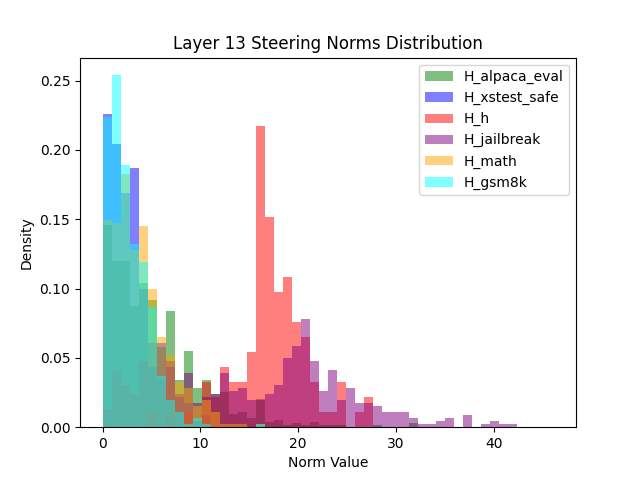 Layer 13 Steering Norms Distribution
H_alpaca_eval
H_xstest_safe
H_h
H_jailbreak
H_math
H_gsm8k
Density
0.25
0.20
0.15
0.10
0.05
0.00
0
10
20
30
40
Norm Value